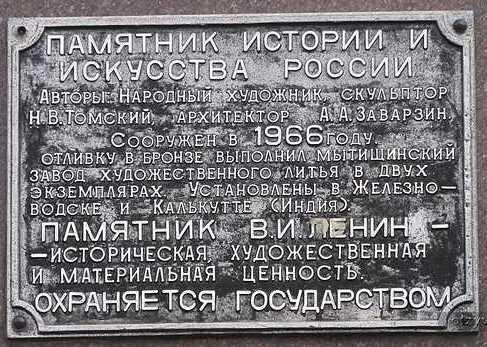 ПАМЯТНИК ИСТОРИИ И
ИСКУССТВА РОССИИ
АВТОРЫ: НАРОДНЫЙ ХУДОЖНИК, СКУЛЬПТОР
Н.В.ТОМСКИЙ, АРХИТЕКТОР А.А.ЗАВАРЗИН,
СООРУЖЕН В 1966 ГОДУ.
ОТЛИВКУ В БРОНЗЕ ВЫПОЛНИЛ МЫТИЩИНСКИЙ
ЗАВОД ХУДОЖЕСТВЕННОГО ЛИТЬЯ В ДВУХ
ЭКЗЕМПЛЯРАХ. УСТАНОВЛЕНЫ В ЖЕЛЕЗНО-
ВОДСКЕ И КАЛЬКУТТЕ (ИНДИЯ).
ПАМЯТНИК В.И.ЛЕНИН -
-ИСТОРИЧЕСКАЯ, ХУДОЖЕСТВЕННАЯ
И МАТЕРИАЛЬНАЯ ЦЕННОСТЬ.
ОХРАНЯЕТСЯ ГОСУДАРСТВОМ